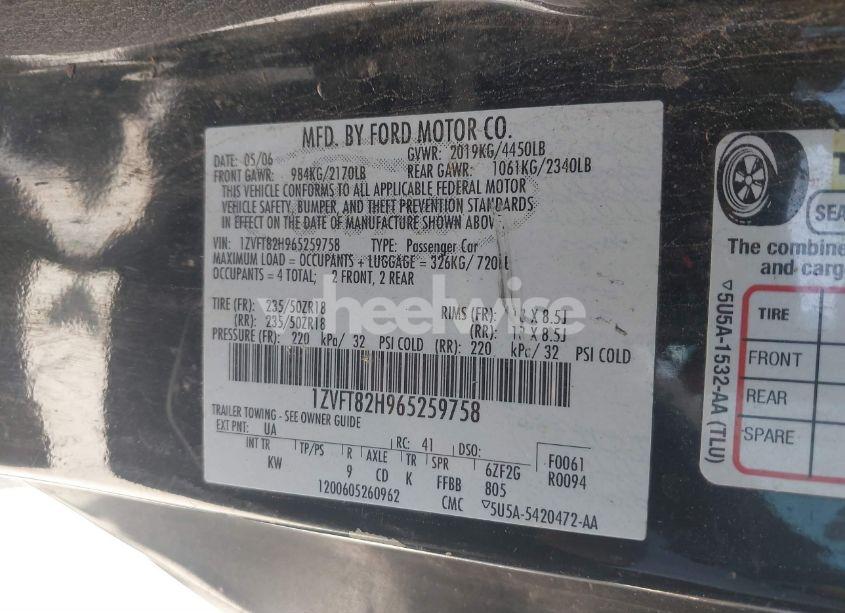 MFD. BY FORD MOTOR CO.
DATE: 05/06 GVWR: 2019KG/4450LB
FRONT GAWR: 984KG/2170LB REAR GAWR: 1061KG/2340LB
THIS VEHICLE CONFORMS TO ALL APPLICABLE FEDERAL MOTOR
VEHICLE SAFETY, BUMPER, AND THEFT PREVENTION STANDARDS
IN EFFECT ON THE DATE OF MANUFACTURE SHOWN ABOVE
VIN: 1ZVFT82H965259758 TYPE: Passenger Car
MAXIMUM LOAD = OCCUPANTS + LUGGAGE = 326KG/720LB
OCCUPANTS = 4 TOTAL; 2 FRONT, 2 REAR
wheelwise
TIRE (FR): 235/50ZR18 RIMS (FR): 18 X 8.5J
(RR): 235/50ZR18 (RR): 18 X 8.5J
PRESSURE (FR): 220 kPa/ 32 PSI COLD (RR): 220 kPa/ 32 PSI COLD
1ZVFT82H965259758
TRAILER TOWING - SEE OWNER GUIDE
EXT PNT: UA RC: 41 DSO: F0061
INT TR TP/PS R AXLE TR SPR 6ZF2G R0094
KW 9 CD K FFBB 805
1200605260962 CMC ▽5U5A-5420472-AA
▽5U5A-1532-AA (TLU)
SEA
The combine
and carg
TIRE
FRONT
REAR
SPARE